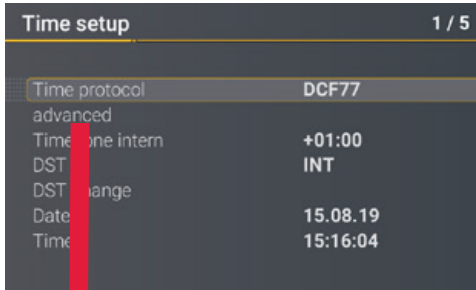 Time setup 1 / 5
Time protocol DCF77
advanced
Time intern +01:00
DST INT
DST
Date 15.08.19
Time 15:16:04